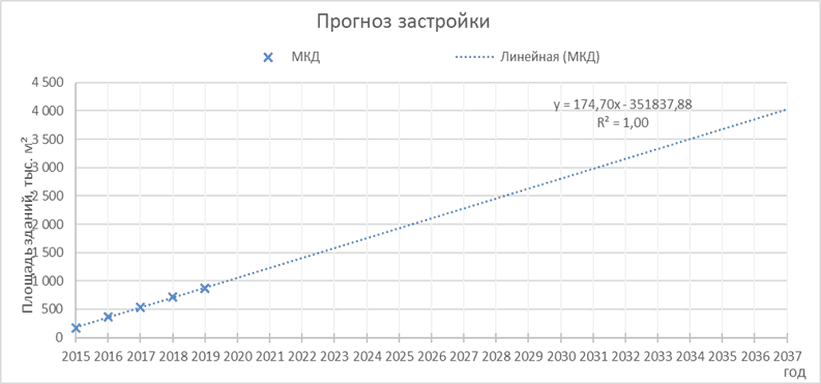 Прогноз застройки
МКД
Линейная (МКД)
4 500
4 000
3 500
3 000
2 500
2 000
1 500
1 000
500
0
Площадь зданий, тыс. м²
y = 174,70x - 351837,88
R² = 1,00
2015 2016 2017 2018 2019 2020 2021 2022 2023 2024 2025 2026 2027 2028 2029 2030 2031 2032 2033 2034 2035 2036 2037
год